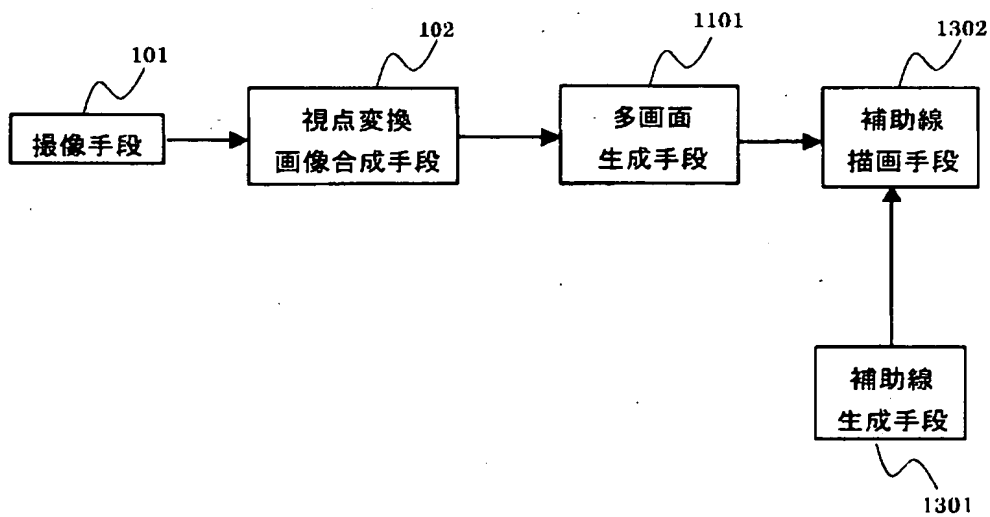 101
102
1101
1302
撮像手段
視点変換
画像合成手段
多画面
生成手段
補助線
描画手段
補助線
生成手段
1301